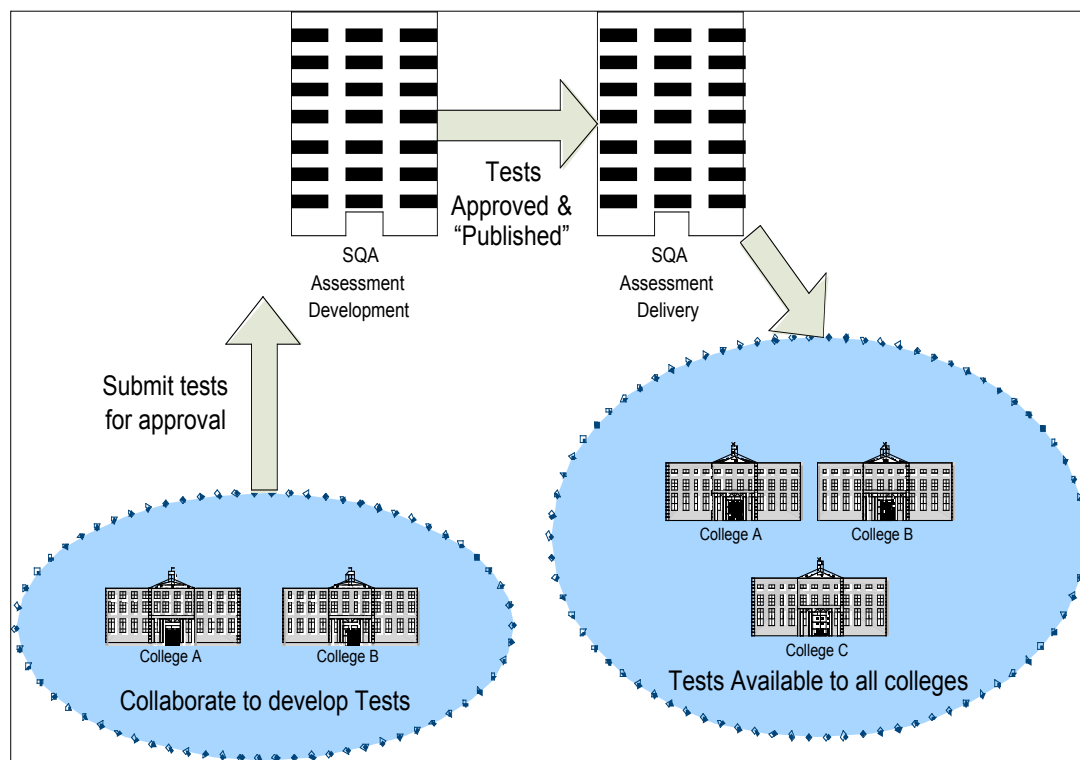 Tests
Approved &
“Published”
SQA
Assessment
Development
SQA
Assessment
Delivery
Submit tests
for approval
College A
College B
College A
College B
College C
Collaborate to develop Tests
Tests Available to all colleges